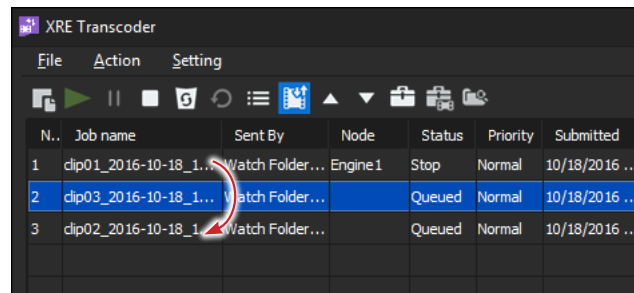 XRE Transcoder
File Action Setting
N.. Job name Sent By Node Status Priority Submitted
1 clip01_2016-10-18_1... Watch Folder... Engine1 Stop Normal 10/18/2016 ..
2 clip03_2016-10-18_1... Watch Folder... Queued Normal 10/18/2016 ..
3 clip02_2016-10-18_1... Watch Folder... Queued Normal 10/18/2016 ..